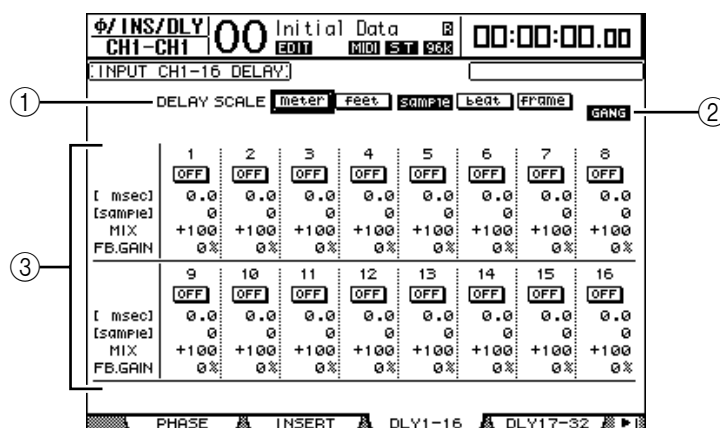 Φ/INS/DLY 00 Initial Data R 00:00:00.00
CH1-CH1 EDIT MIDI ST 96K
INPUT CH1-16 DELAY
① DELAY SCALE meter feet sample beat frame
GANG ②
③
1 2 3 4 5 6 7 8
OFF OFF OFF OFF OFF OFF OFF OFF
[ msec] 0.0 0.0 0.0 0.0 0.0 0.0 0.0 0.0
[sample] 0 0 0 0 0 0 0 0
MIX +100 +100 +100 +100 +100 +100 +100 +100
FB.GAIN 0% 0% 0% 0% 0% 0% 0% 0%
9 10 11 12 13 14 15 16
OFF OFF OFF OFF OFF OFF OFF OFF
[ msec] 0.0 0.0 0.0 0.0 0.0 0.0 0.0 0.0
[sample] 0 0 0 0 0 0 0 0
MIX +100 +100 +100 +100 +100 +100 +100 +100
FB.GAIN 0% 0% 0% 0% 0% 0% 0% 0%
PHASE INSERT DLY1-16 DLY17-32